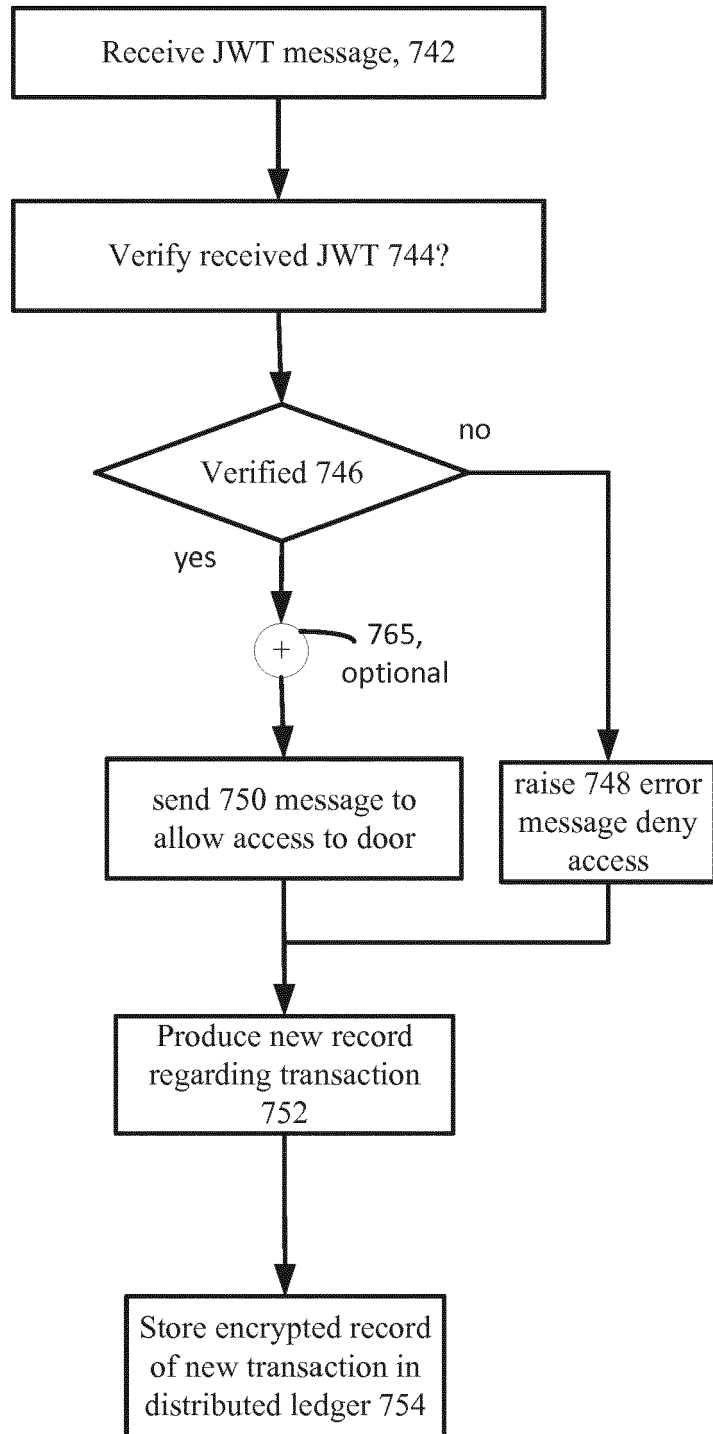 Receive JWT message, 742
Verify received JWT 744?
no
Verified 746
yes
+
765,
optional
send 750 message to
allow access to door
raise 748 error
message deny
access
Produce new record
regarding transaction
752
Store encrypted record
of new transaction in
distributed ledger 754